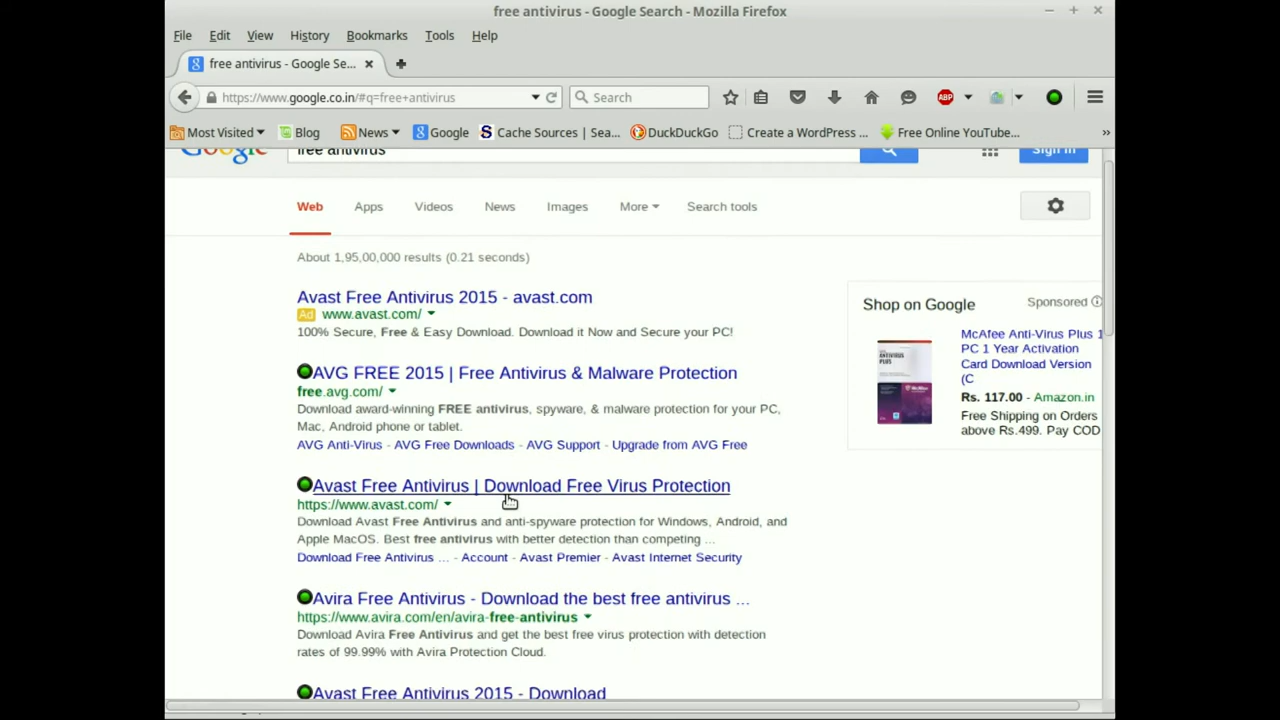 free antivirus - Google Search - Mozilla Firefox
File Edit View History Bookmarks Tools Help
free antivirus - Google Se...
https://www.google.co.in/#q=free+antivirus
Search
ABP
Most Visited Blog News Google Cache Sources | Sea... DuckDuckGo Create a WordPress ... Free Online YouTube... »
Google free antivirus Sign in
Web Apps Videos News Images More Search tools
About 1,95,00,000 results (0.21 seconds)
Avast Free Antivirus 2015 - avast.com
Ad www.avast.com/
100% Secure, Free & Easy Download. Download it Now and Secure your PC!
AVG FREE 2015 | Free Antivirus & Malware Protection
free.avg.com/
Download award-winning FREE antivirus, spyware, & malware protection for your PC,
Mac, Android phone or tablet.
AVG Anti-Virus - AVG Free Downloads - AVG Support - Upgrade from AVG Free
Avast Free Antivirus | Download Free Virus Protection
https://www.avast.com/
Download Avast Free Antivirus and anti-spyware protection for Windows, Android, and
Apple MacOS. Best free antivirus with better detection than competing ...
Download Free Antivirus ... - Account - Avast Premier - Avast Internet Security
Avira Free Antivirus - Download the best free antivirus ...
https://www.avira.com/en/avira-free-antivirus
Download Avira Free Antivirus and get the best free virus protection with detection
rates of 99.99% with Avira Protection Cloud.
Avast Free Antivirus 2015 - Download
Shop on Google Sponsored
McAfee Anti-Virus Plus 1
PC 1 Year Activation
Card Download Version
(C
Rs. 117.00 - Amazon.in
Free Shipping on Orders
above Rs.499. Pay COD